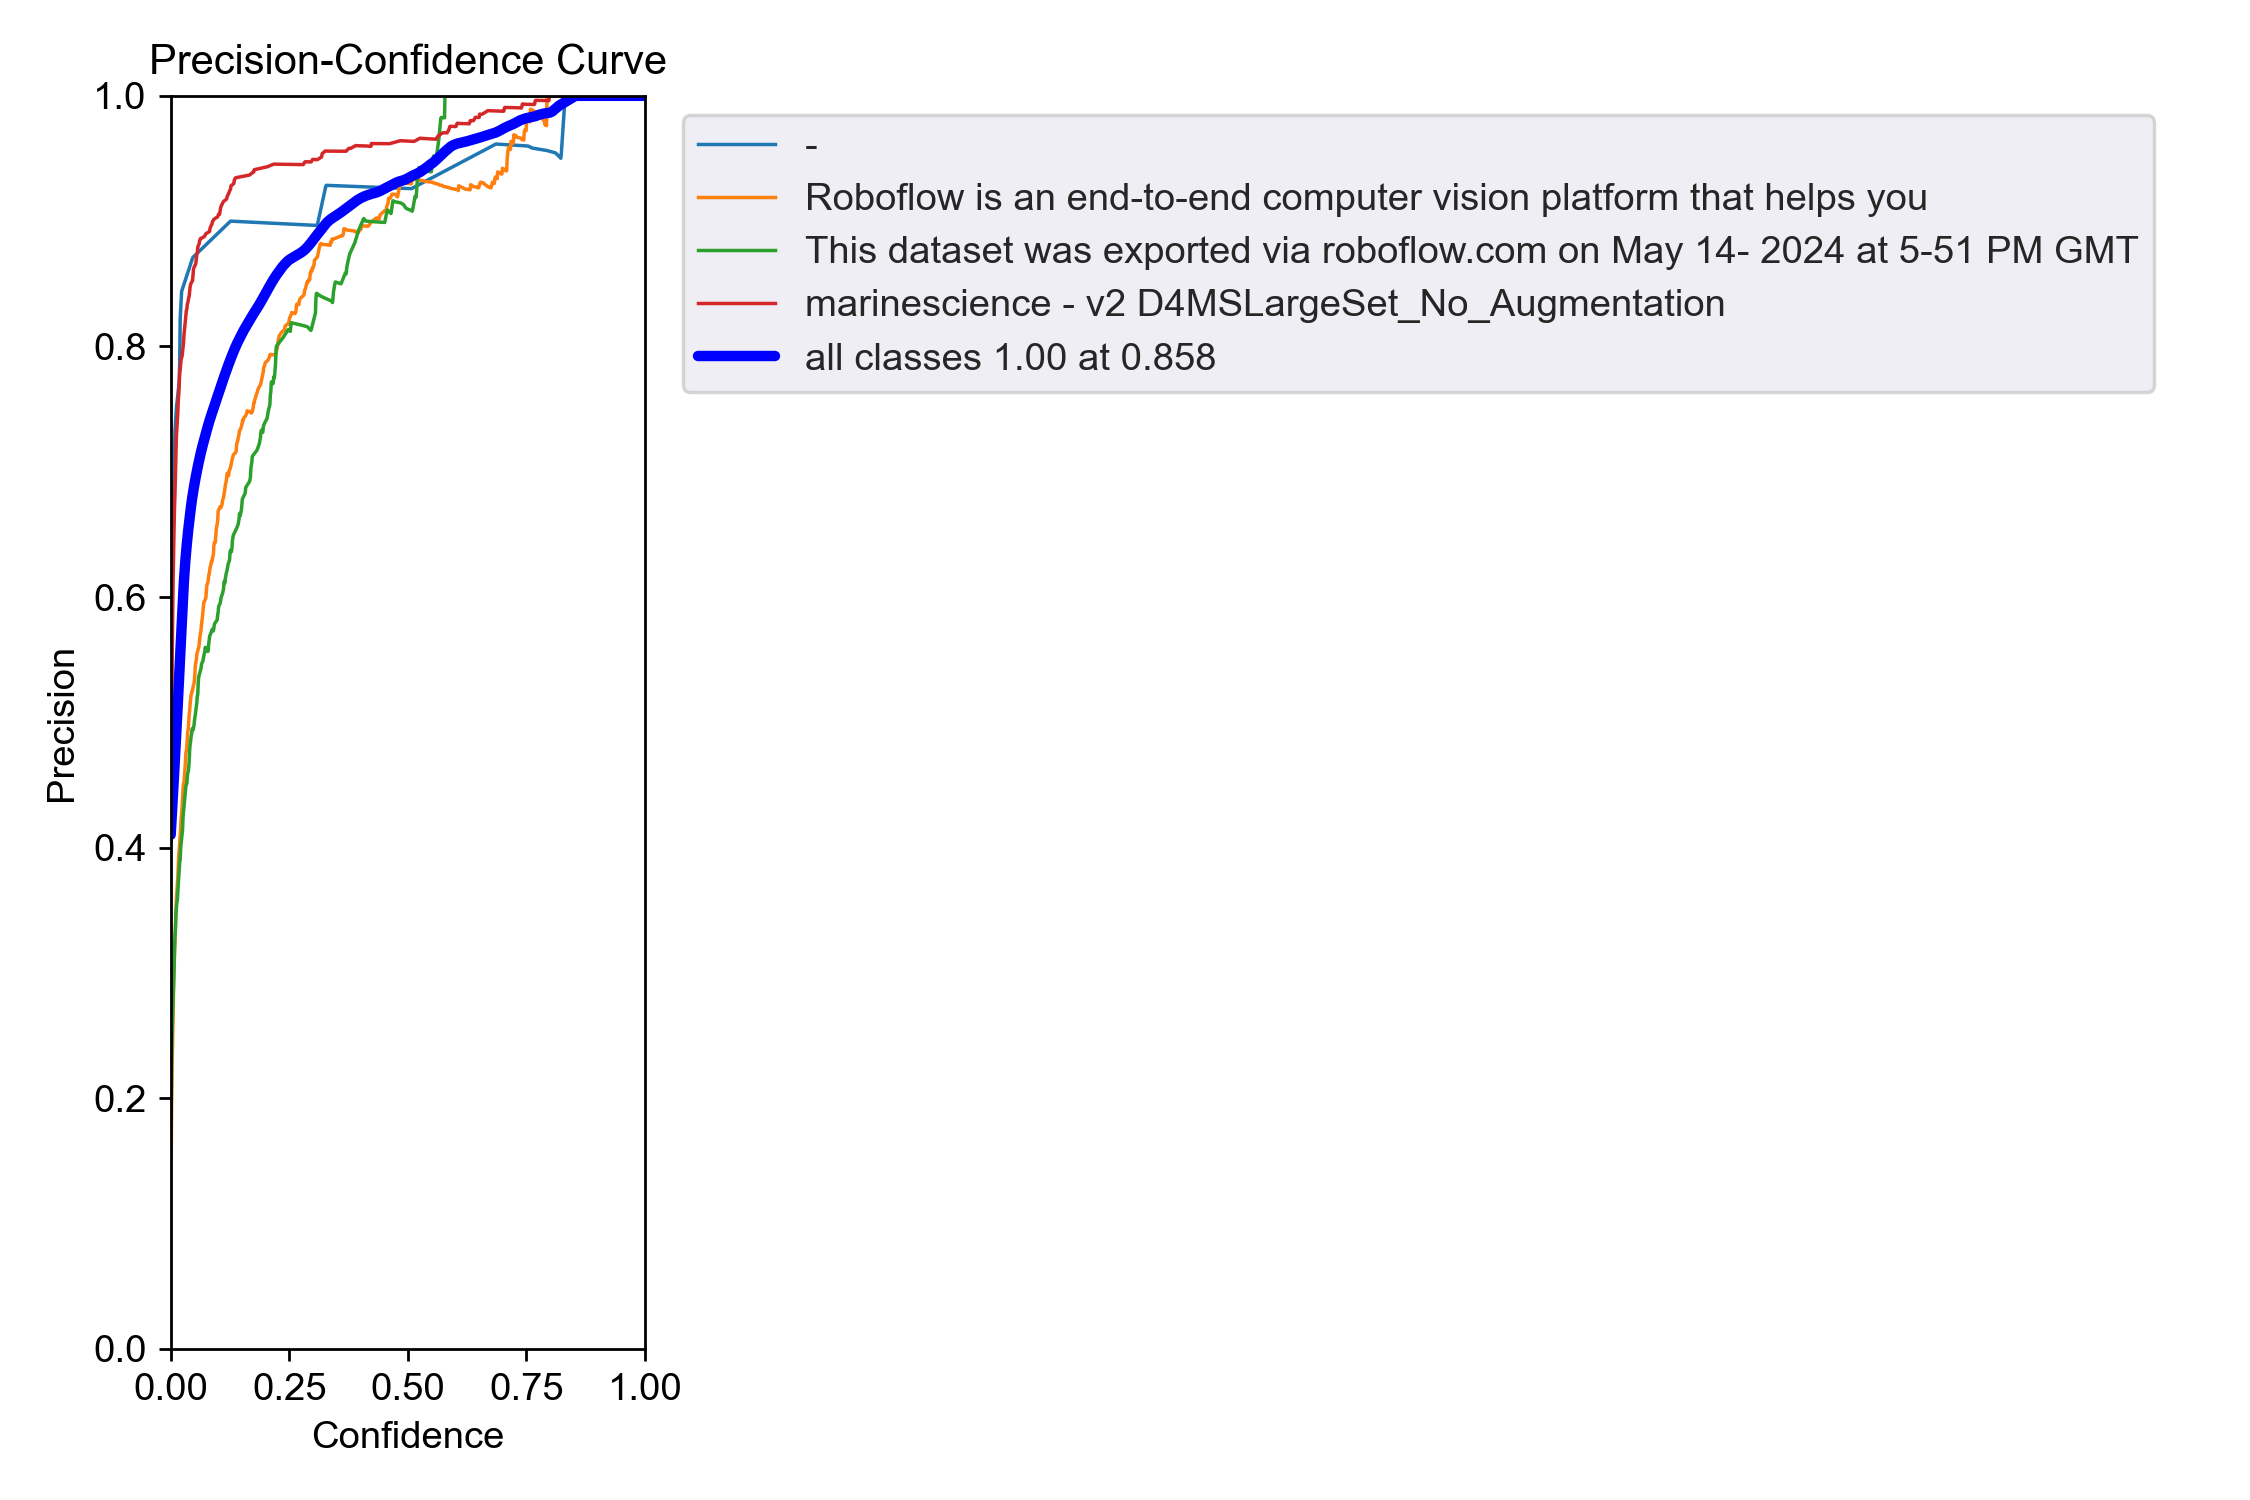 Precision-Confidence Curve
1.0
0.8
0.6
0.4
0.2
0.0
Precision
0.00 0.25 0.50 0.75 1.00
Confidence
-
Roboflow is an end-to-end computer vision platform that helps you
This dataset was exported via roboflow.com on May 14- 2024 at 5-51 PM GMT
marinescience - v2 D4MSLargeSet_No_Augmentation
all classes 1.00 at 0.858